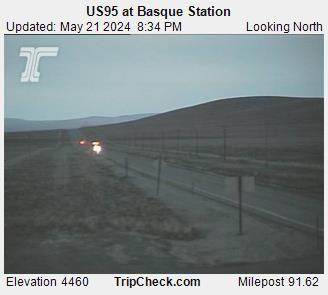 US95 at Basque Station
Updated: May 21 2024 8:34 PM Looking North
Elevation 4460 TripCheck.com Milepost 91.62